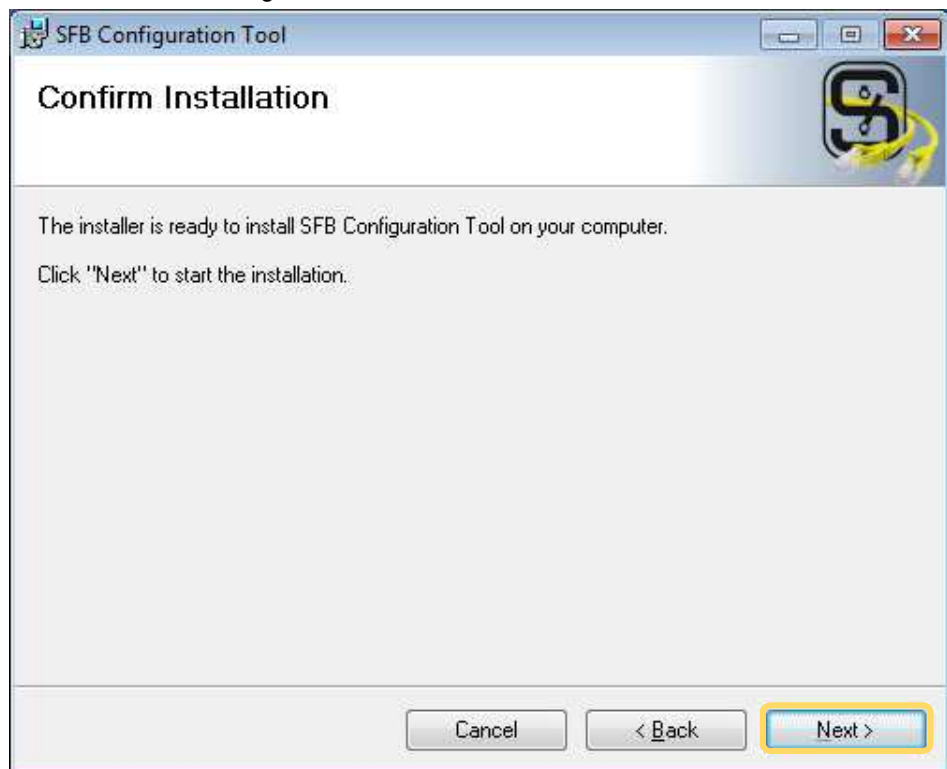 SFB Configuration Tool
Confirm Installation
The installer is ready to install SFB Configuration Tool on your computer.
Click "Next" to start the installation.
Cancel
< Back
Next >